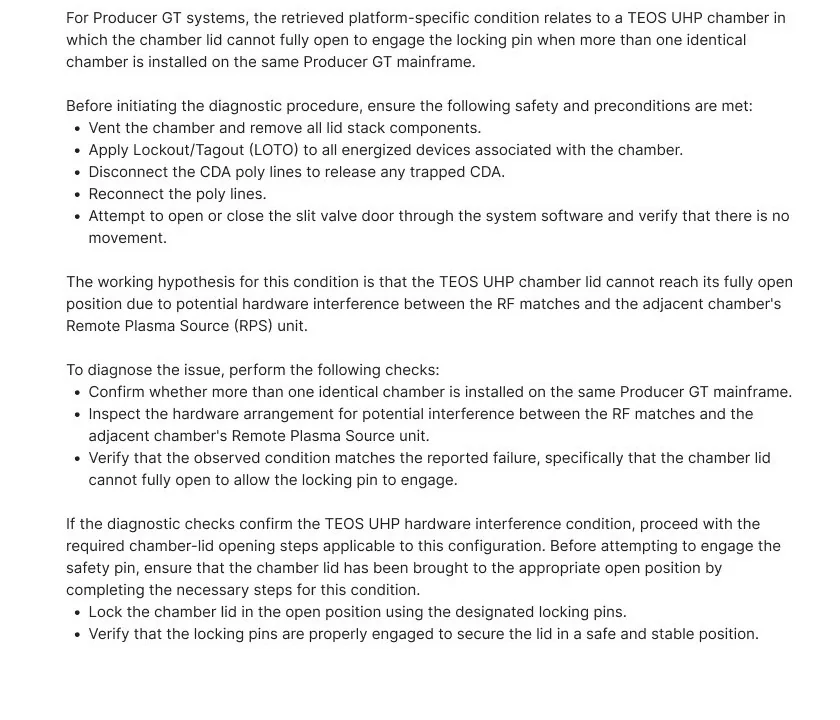 For Producer GT systems, the retrieved platform-specific condition relates to a TEOS UHP chamber in
which the chamber lid cannot fully open to engage the locking pin when more than one identical
chamber is installed on the same Producer GT mainframe.
Before initiating the diagnostic procedure, ensure the following safety and preconditions are met:
• Vent the chamber and remove all lid stack components.
• Apply Lockout/Tagout (LOTO) to all energized devices associated with the chamber.
• Disconnect the CDA poly lines to release any trapped CDA.
• Reconnect the poly lines.
• Attempt to open or close the slit valve door through the system software and verify that there is no
movement.
The working hypothesis for this condition is that the TEOS UHP chamber lid cannot reach its fully open
position due to potential hardware interference between the RF matches and the adjacent chamber's
Remote Plasma Source (RPS) unit.
To diagnose the issue, perform the following checks:
• Confirm whether more than one identical chamber is installed on the same Producer GT mainframe.
• Inspect the hardware arrangement for potential interference between the RF matches and the
adjacent chamber's Remote Plasma Source unit.
• Verify that the observed condition matches the reported failure, specifically that the chamber lid
cannot fully open to allow the locking pin to engage.
If the diagnostic checks confirm the TEOS UHP hardware interference condition, proceed with the
required chamber-lid opening steps applicable to this configuration. Before attempting to engage the
safety pin, ensure that the chamber lid has been brought to the appropriate open position by
completing the necessary steps for this condition.
• Lock the chamber lid in the open position using the designated locking pins.
• Verify that the locking pins are properly engaged to secure the lid in a safe and stable position.